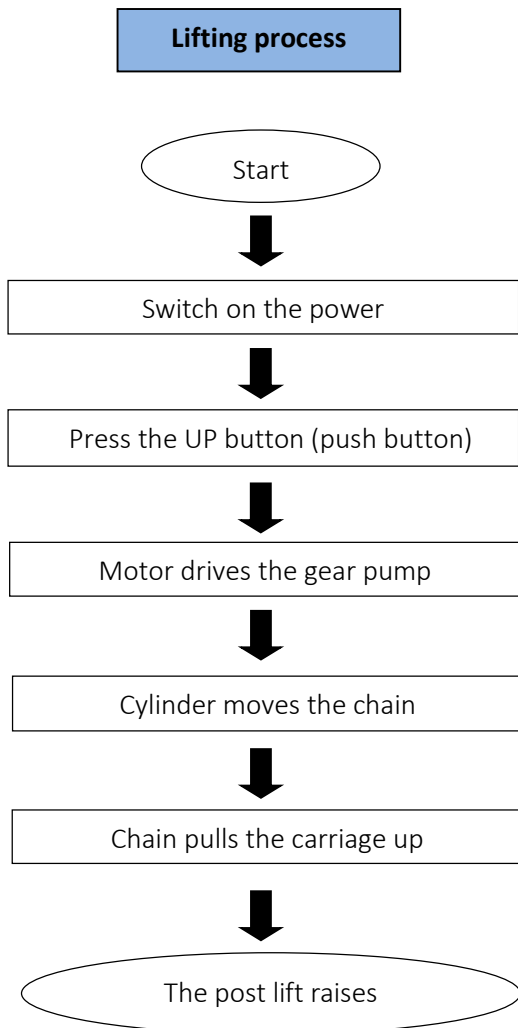 Lifting process
Start
Switch on the power
Press the UP button (push button)
Motor drives the gear pump
Cylinder moves the chain
Chain pulls the carriage up
The post lift raises